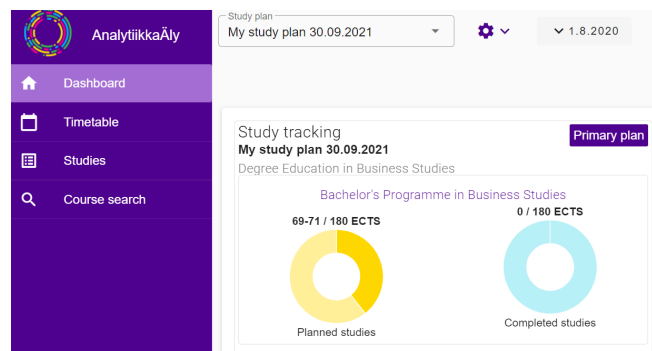 AnalytiikkaÄly
Study plan
My study plan 30.09.2021
1.8.2020
Dashboard
Timetable
Studies
Course search
Study tracking
Primary plan
My study plan 30.09.2021
Degree Education in Business Studies
Bachelor's Programme in Business Studies
69-71 / 180 ECTS
0 / 180 ECTS
Planned studies
Completed studies